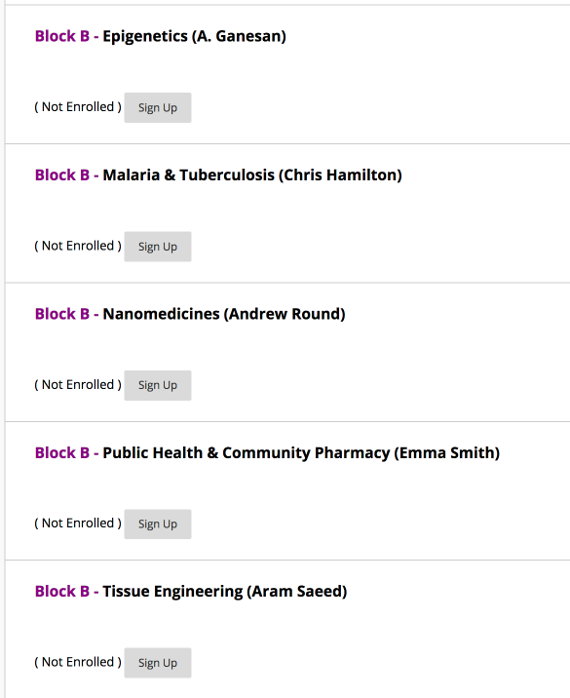 Block B - Epigenetics (A. Ganesan)
( Not Enrolled ) Sign Up
Block B - Malaria & Tuberculosis (Chris Hamilton)
( Not Enrolled ) Sign Up
Block B - Nanomedicines (Andrew Round)
( Not Enrolled ) Sign Up
Block B - Public Health & Community Pharmacy (Emma Smith)
( Not Enrolled ) Sign Up
Block B - Tissue Engineering (Aram Saeed)
( Not Enrolled ) Sign Up